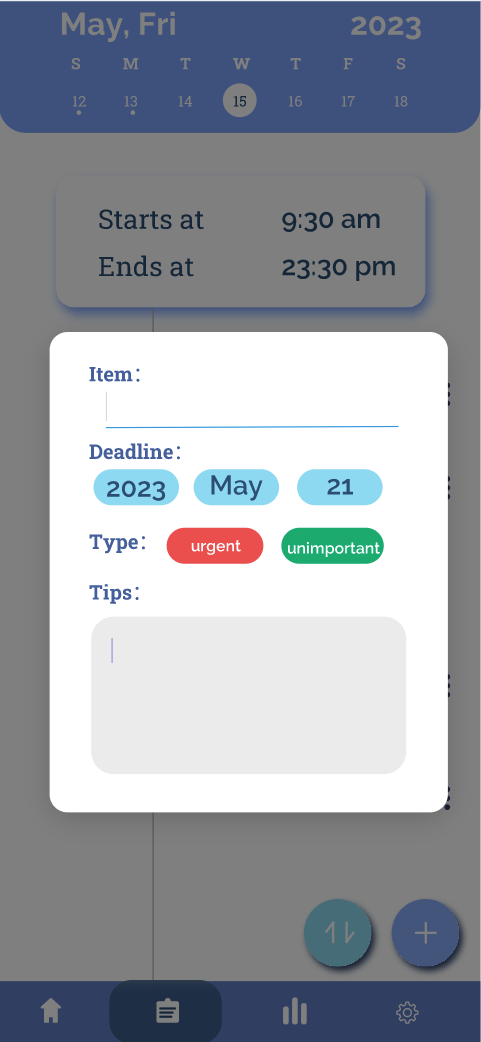 May, Fri 2023
S M T W T F S
12 13 14 15 16 17 18
Starts at 9:30 am
Ends at 23:30 pm
Item:
Deadline:
2023 May 21
Type: urgent unimportant
Tips: